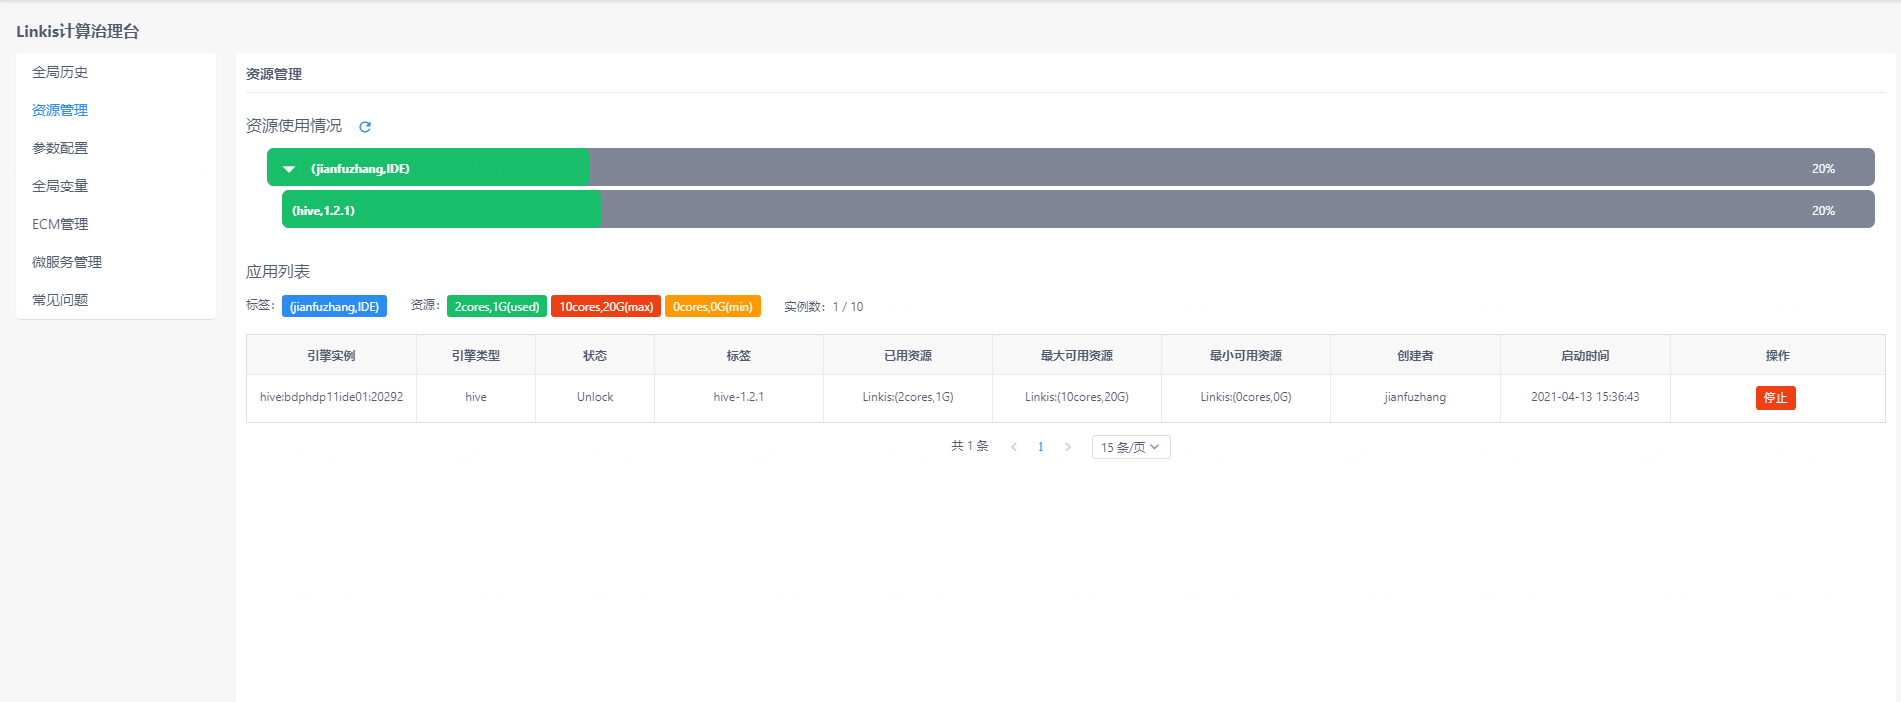 Linkis计算治理台
全局历史
资源管理
参数配置
全局变量
ECM管理
微服务管理
常见问题
资源管理
资源使用情况
(jianfuzhang,IDE) 20%
(hive,1.2.1) 20%
应用列表
标签: (jianfuzhang,IDE) 资源: 2cores,1G(used) 10cores,20G(max) 0cores,0G(min) 实例数: 1 / 10
引擎实例 引擎类型 状态 标签 已用资源 最大可用资源 最小可用资源 创建者 启动时间 操作
hive:bdphdp11ide01:20292 hive Unlock hive-1.2.1 Linkis:(2cores,1G) Linkis:(10cores,20G) Linkis:(0cores,0G) jianfuzhang 2021-04-13 15:36:43 停止
共 1 条 1 15 条/页